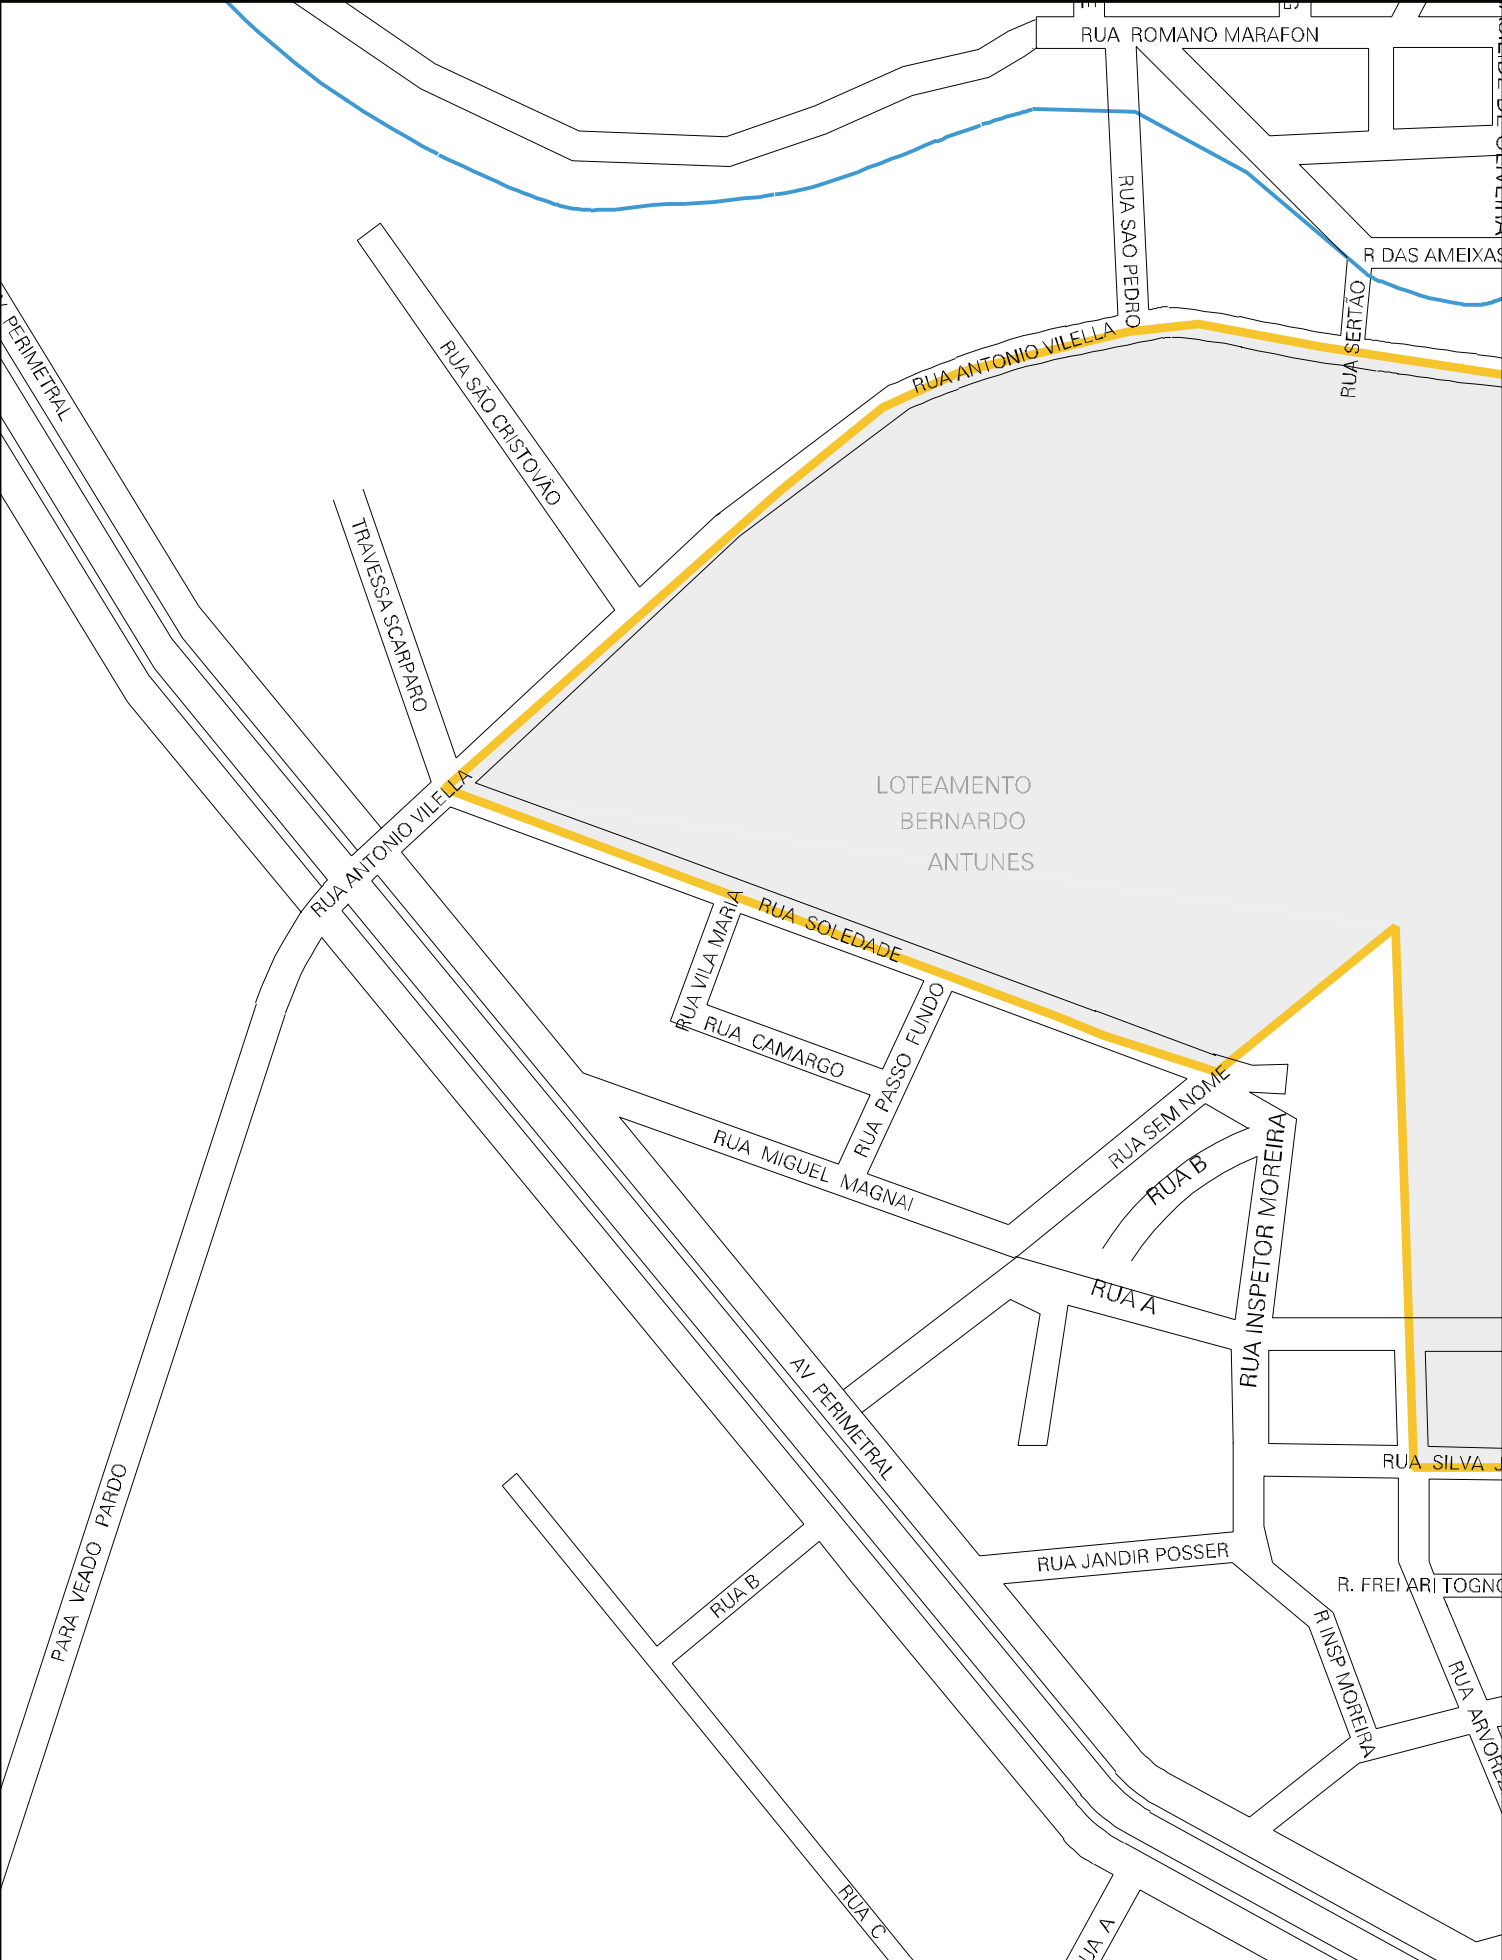 RUA ROMANO MARAFON
RUA SAO PEDRO
R DAS AMEIXAS
RUA SERTÃO
PERIMETRAL
RUA SÃO CRISTOVÃO
RUA ANTONIO VILELLA
TRAVESSA SCARPARO
LOTEAMENTO
BERNARDO
ANTUNES
RUA ANTONIO VILELLA
RUA VILA MARIA
RUA SOLEDADE
RUA CAMARGO
RUA PASSO FUNDO
RUA SEM NOME
RUA MIGUEL MAGNAI
RUA B
RUA INSPETOR MOREIRA
RUA A
AV PERIMETRAL
RUA SILVA J
PARA VEADO PARDO
RUA JANDIR POSSER
RUA B
R. FREI ARI TOGNO
R INSP MOREIRA
RUA ARVOREZ
RUA C
UA A